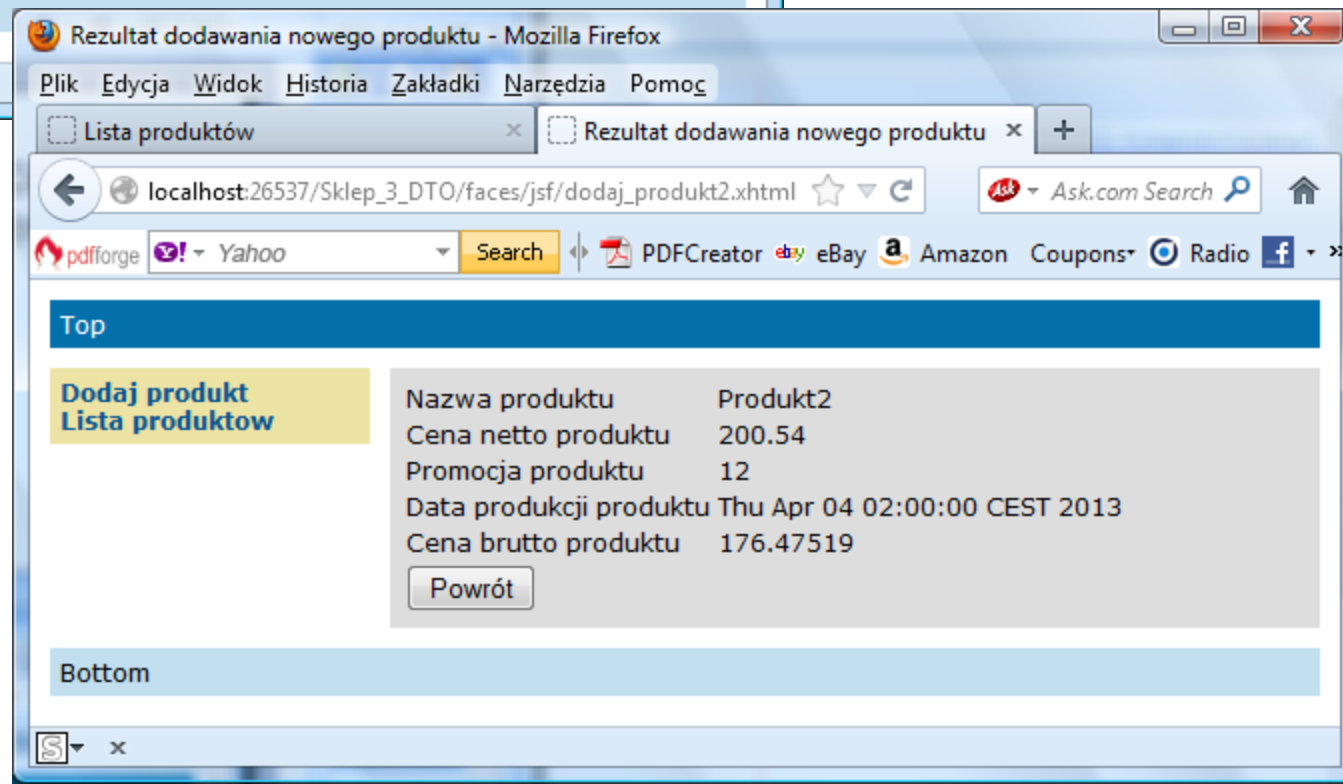 Rezultat dodawania nowego produktu - Mozilla Firefox
Plik Edycja Widok Historia Zakładki Narzędzia Pomoc
Lista produktów × Rezultat dodawania nowego produktu × +
localhost:26537/Sklep_3_DTO/faces/jsf/dodaj_produkt2.xhtml Ask Ask.com Search
pdfforge Y! Yahoo Search PDFCreator ebay eBay a Amazon Coupons Radio f »
Top
Dodaj produkt
Lista produktow
Nazwa produktu Produkt2
Cena netto produktu 200.54
Promocja produktu 12
Data produkcji produktu Thu Apr 04 02:00:00 CEST 2013
Cena brutto produktu 176.47519
Powrót
Bottom
S x